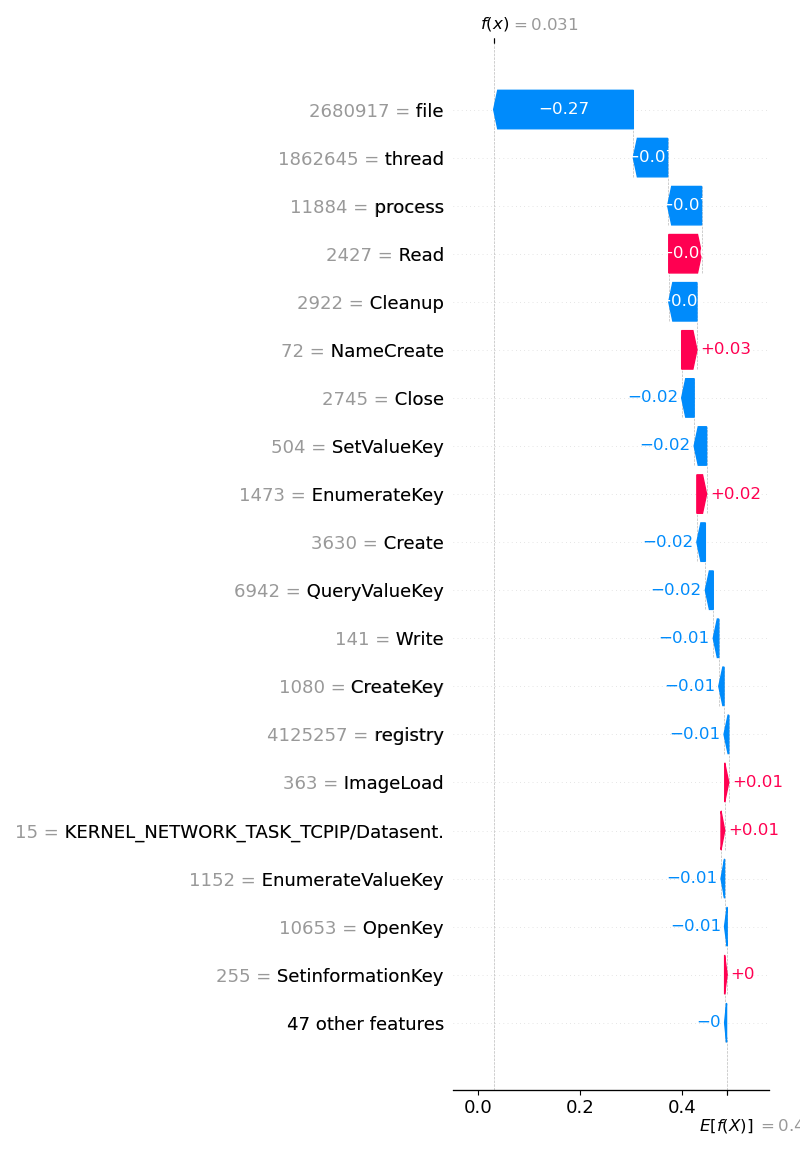 f(x) = 0.031
2680917 = file −0.27
1862645 = thread
11884 = process
2427 = Read
2922 = Cleanup
72 = NameCreate +0.03
2745 = Close −0.02
504 = SetValueKey −0.02
1473 = EnumerateKey +0.02
3630 = Create −0.02
6942 = QueryValueKey −0.02
141 = Write −0.01
1080 = CreateKey −0.01
4125257 = registry −0.01
363 = ImageLoad +0.01
15 = KERNEL_NETWORK_TASK_TCPIP/Datasent. +0.01
1152 = EnumerateValueKey −0.01
10653 = OpenKey −0.01
255 = SetinformationKey +0
47 other features −0
0.0 0.2 0.4
E[f(X)] = 0.4